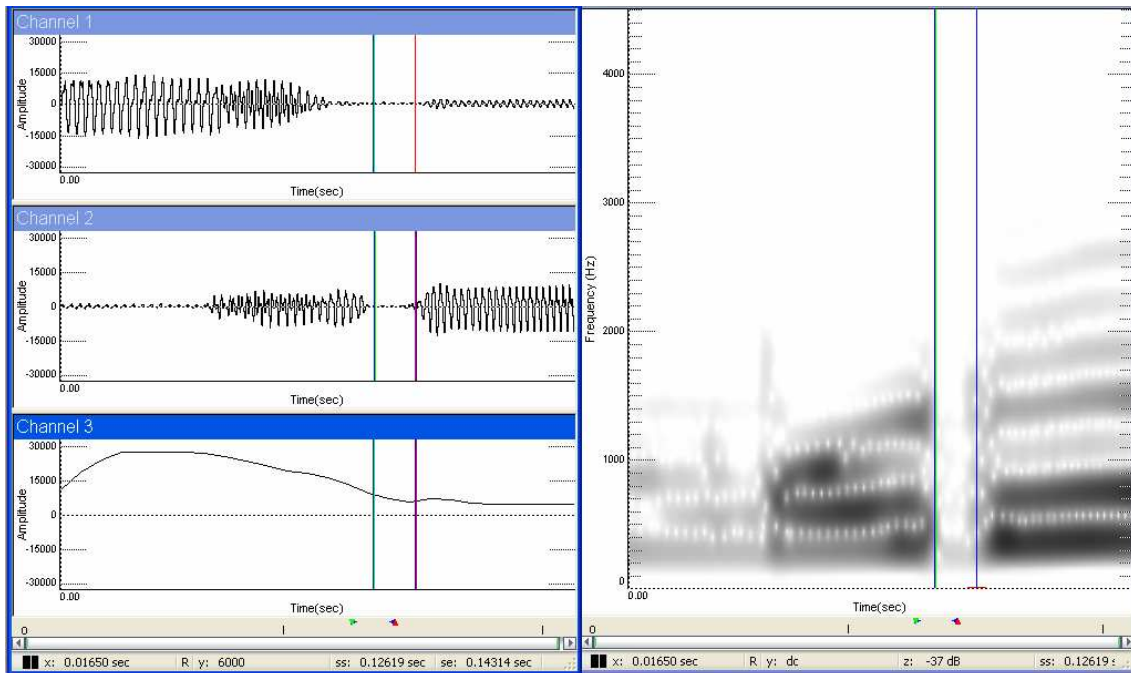 Channel 1
30000
15000
0
-15000
-30000
Amplitude
0.00
Time(sec)
Channel 2
30000
15000
0
-15000
-30000
Amplitude
0.00
Time(sec)
Channel 3
30000
15000
0
-15000
-30000
Amplitude
0.00
Time(sec)
0
x: 0.01650 sec R y: 6000 ss: 0.12619 sec se: 0.14314 sec
4000
3000
2000
1000
0
Frequency (Hz)
0.00
Time(sec)
0
x: 0.01650 sec R y: dc z: -37 dB ss: 0.12619